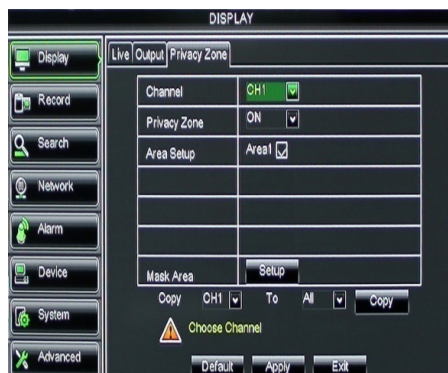 DISPLAY
Display
Record
Search
Network
Alarm
Device
System
Advanced
Live Output Privacy Zone
Channel CH1
Privacy Zone ON
Area Setup Area1
Mask Area Setup
Copy CH1 To All Copy
Choose Channel
Default Apply Exit